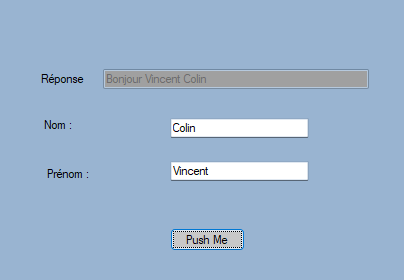 Réponse Bonjour Vincent Colin
Nom : Colin
Prénom : Vincent
Push Me